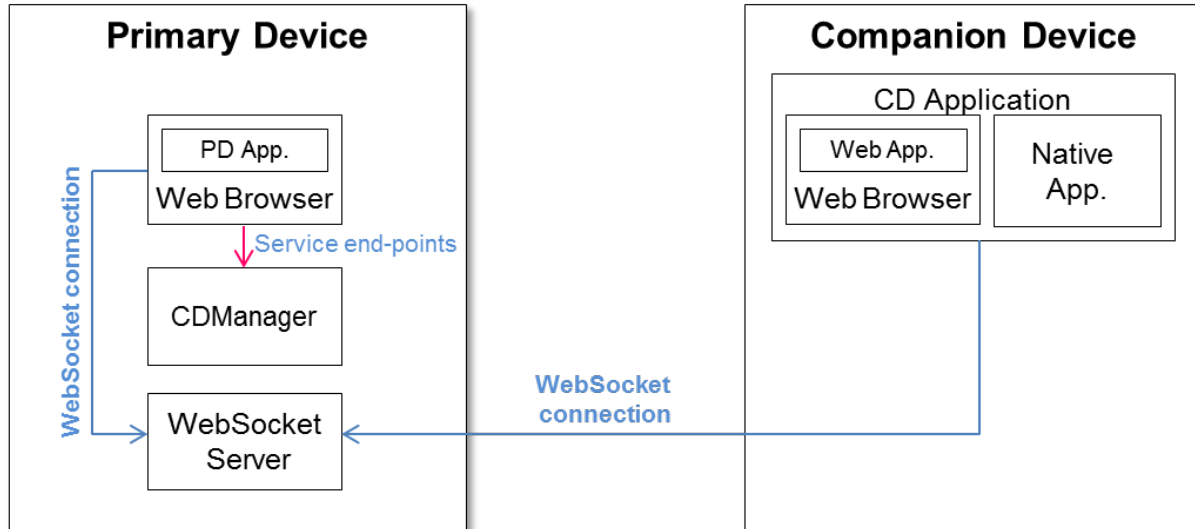 Primary Device
PD App.
Web Browser
Service end-points
CDManager
WebSocket
Server
WebSocket connection
WebSocket
connection
Companion Device
CD Application
Web App.
Web Browser
Native
App.